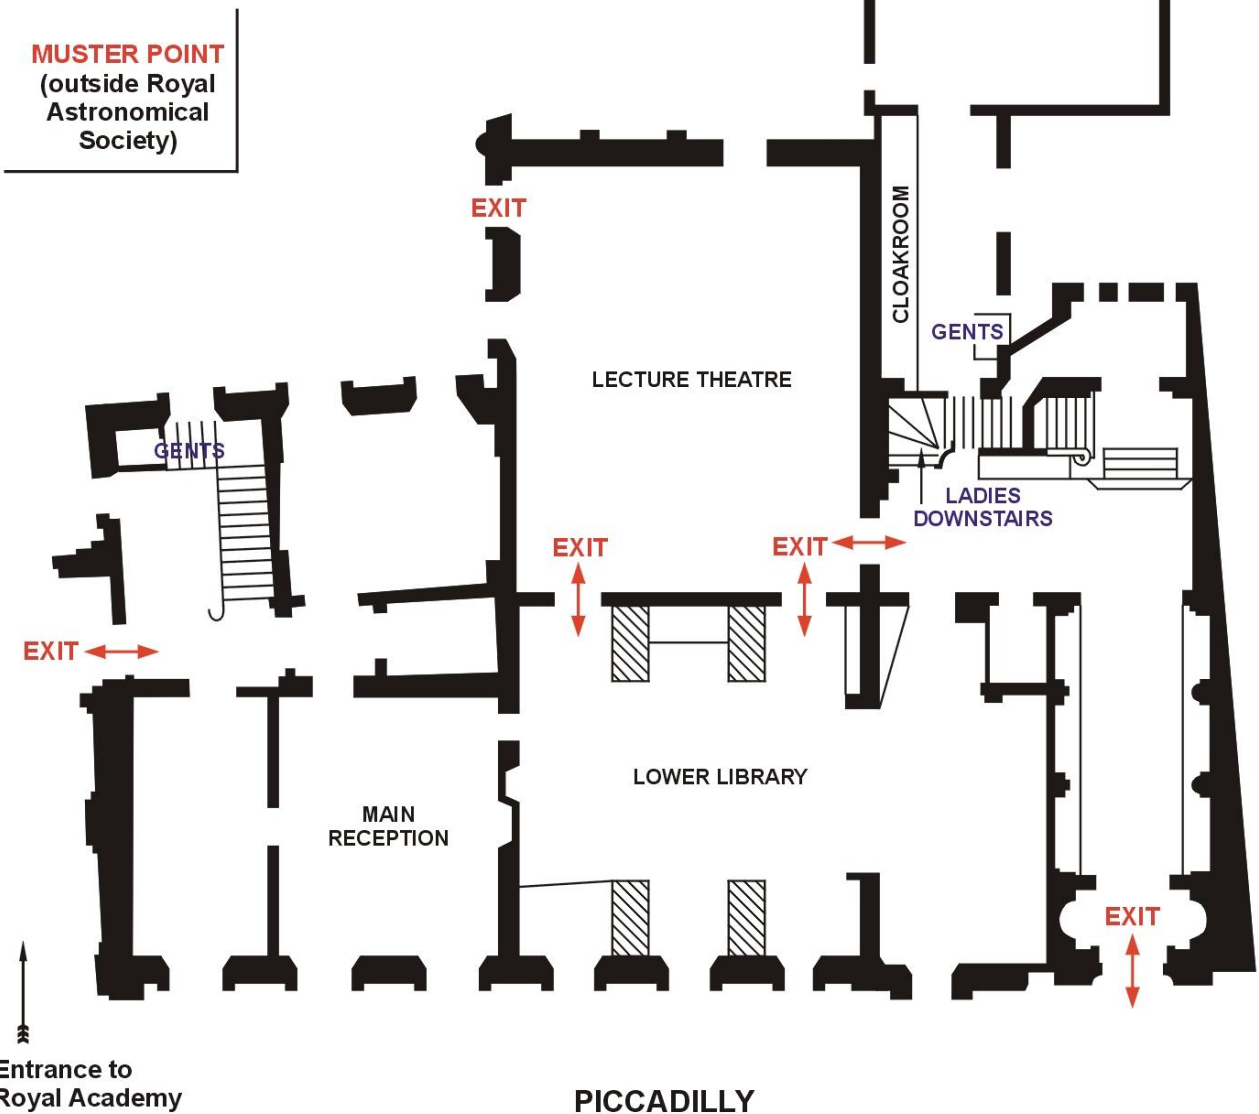 MUSTER POINT
(outside Royal
Astronomical
Society)
EXIT
CLOAKROOM
GENTS
LECTURE THEATRE
GENTS
LADIES
DOWNSTAIRS
EXIT
EXIT
EXIT
LOWER LIBRARY
MAIN
RECEPTION
EXIT
Entrance to
Royal Academy
PICCADILLY